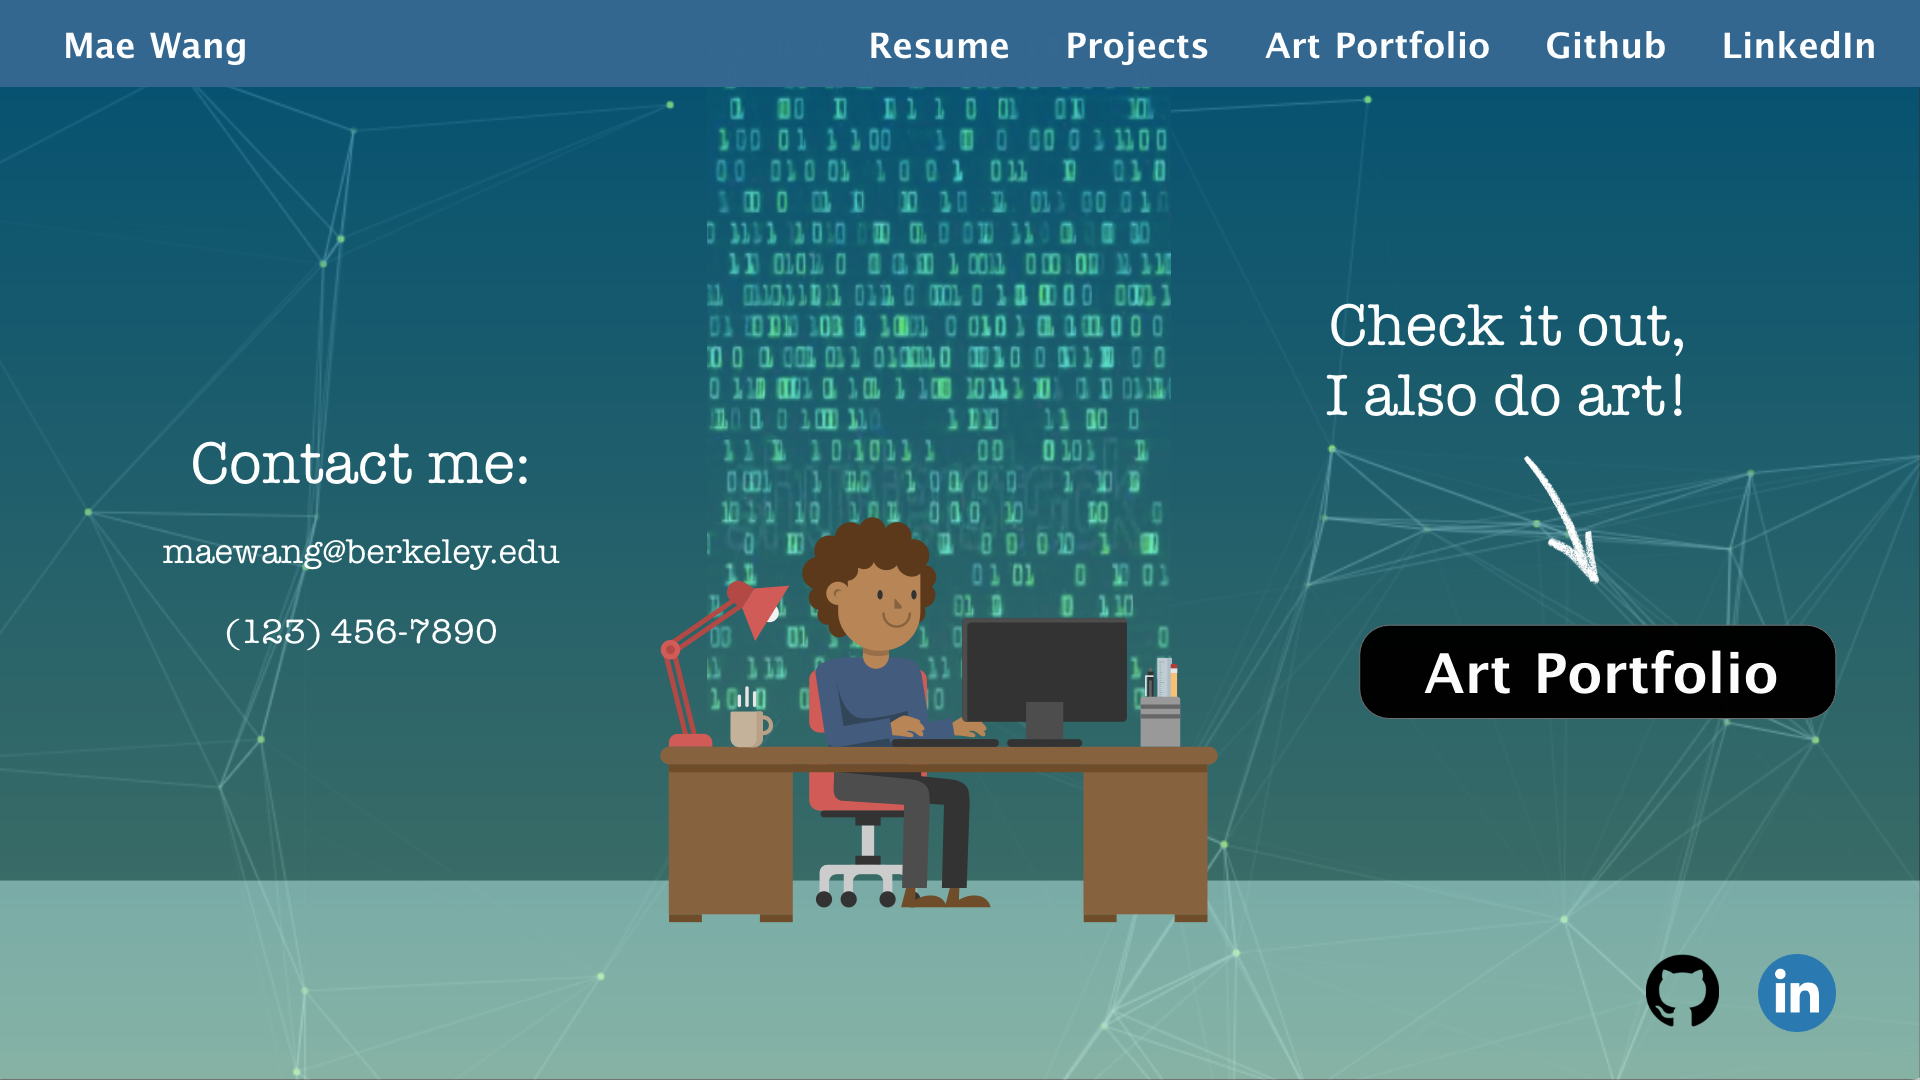 Mae Wang
Resume
Projects
Art Portfolio
Github
LinkedIn
Contact me:
maewang@berkeley.edu
(123) 456-7890
Check it out,
I also do art!
Art Portfolio
in